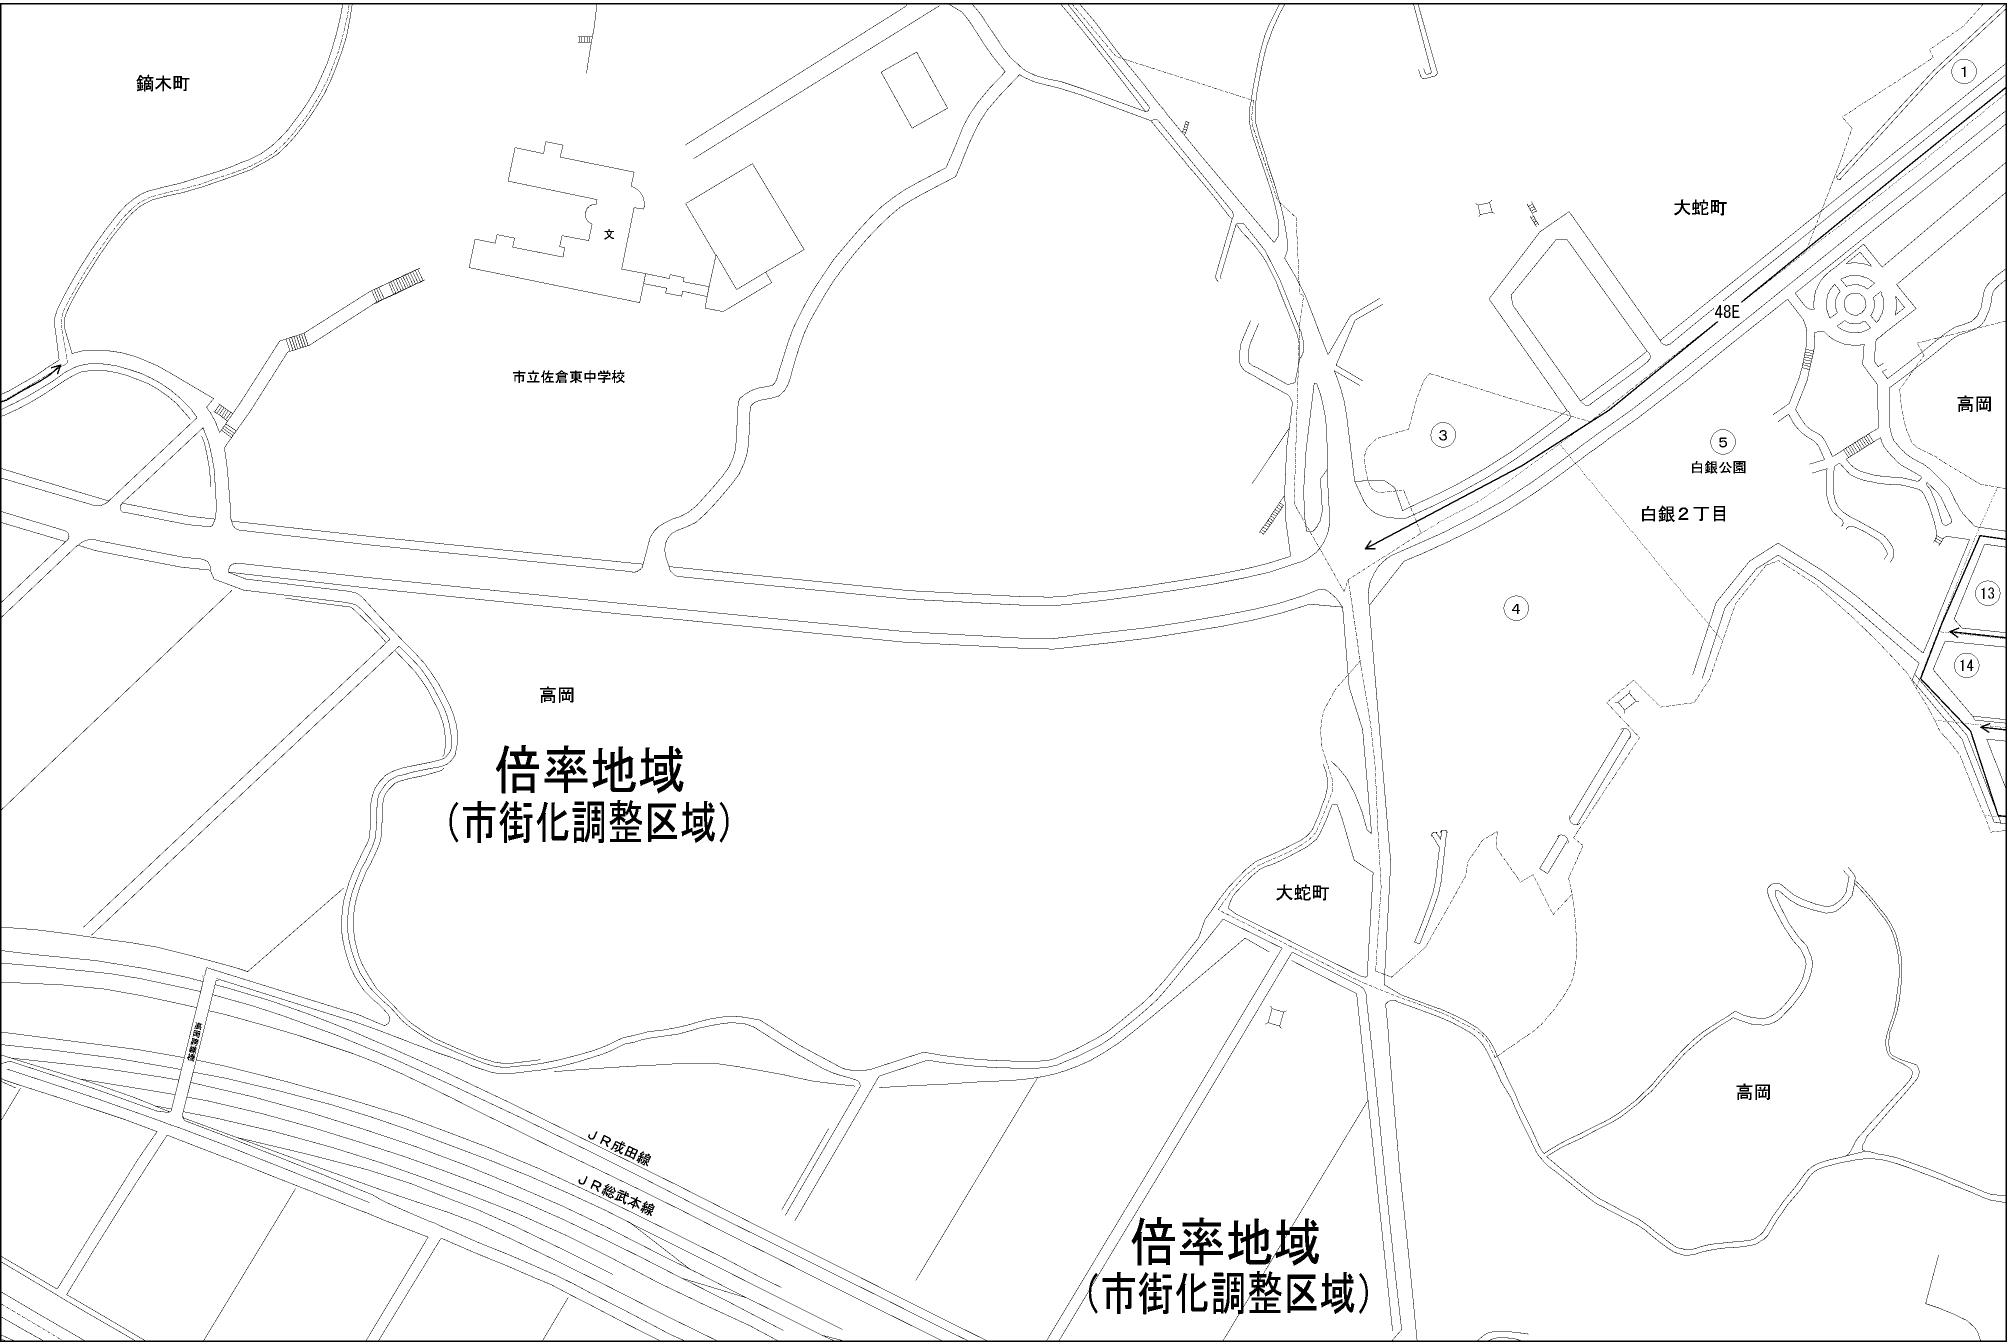 鏑木町
1
大蛇町
文
48E
市立佐倉東中学校
高岡
3
5
白銀公園
白銀２丁目
13
4
14
高岡
倍率地域
（市街化調整区域）
大蛇町
高岡
ＪＲ成田線
ＪＲ総武本線
倍率地域
（市街化調整区域）